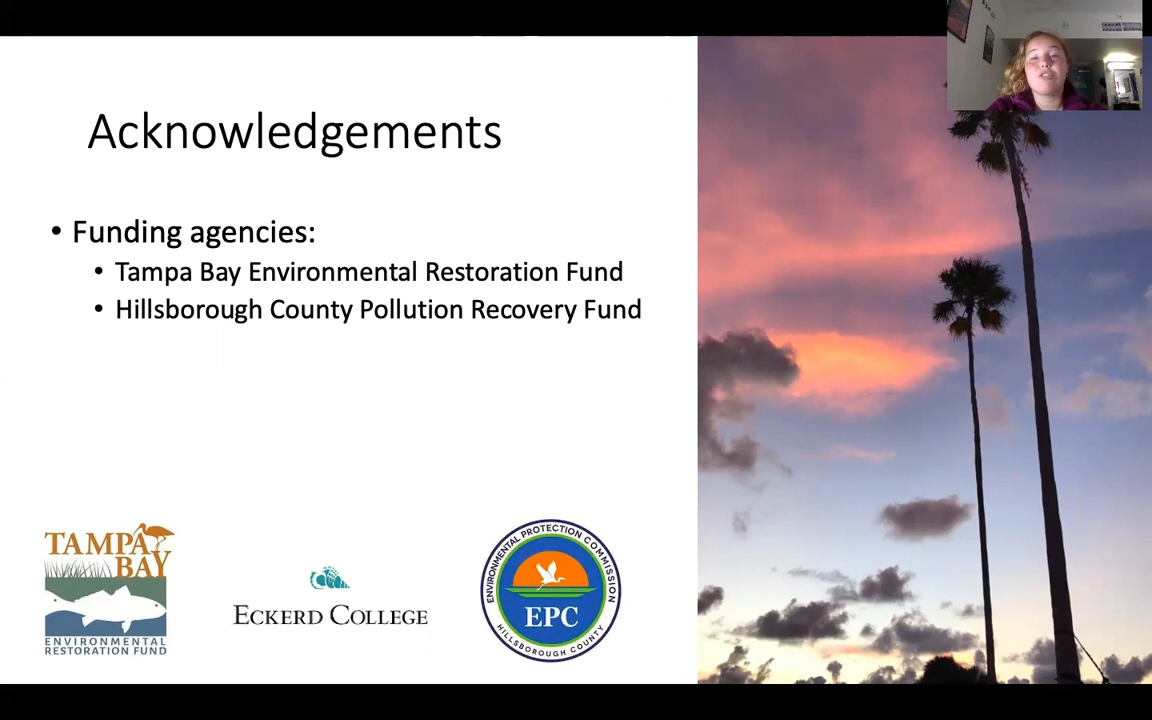 Acknowledgements
• Funding agencies:
• Tampa Bay Environmental Restoration Fund
• Hillsborough County Pollution Recovery Fund
TAMPA
BAY
ENVIRONMENTAL
RESTORATION FUND
ECKERD COLLEGE
ENVIRONMENTAL PROTECTION COMMISSION
EPC
HILLSBOROUGH COUNTY